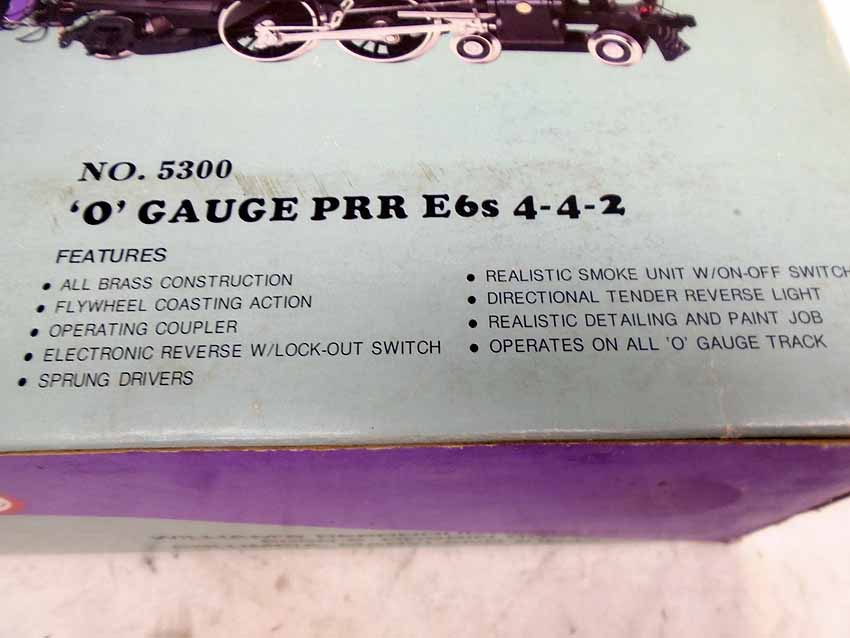 NO. 5300
'O' GAUGE PRR E6s 4-4-2
FEATURES
• ALL BRASS CONSTRUCTION
• FLYWHEEL COASTING ACTION
• OPERATING COUPLER
• ELECTRONIC REVERSE W/LOCK-OUT SWITCH
• SPRUNG DRIVERS
• REALISTIC SMOKE UNIT W/ON-OFF SWITCH
• DIRECTIONAL TENDER REVERSE LIGHT
• REALISTIC DETAILING AND PAINT JOB
• OPERATES ON ALL 'O' GAUGE TRACK